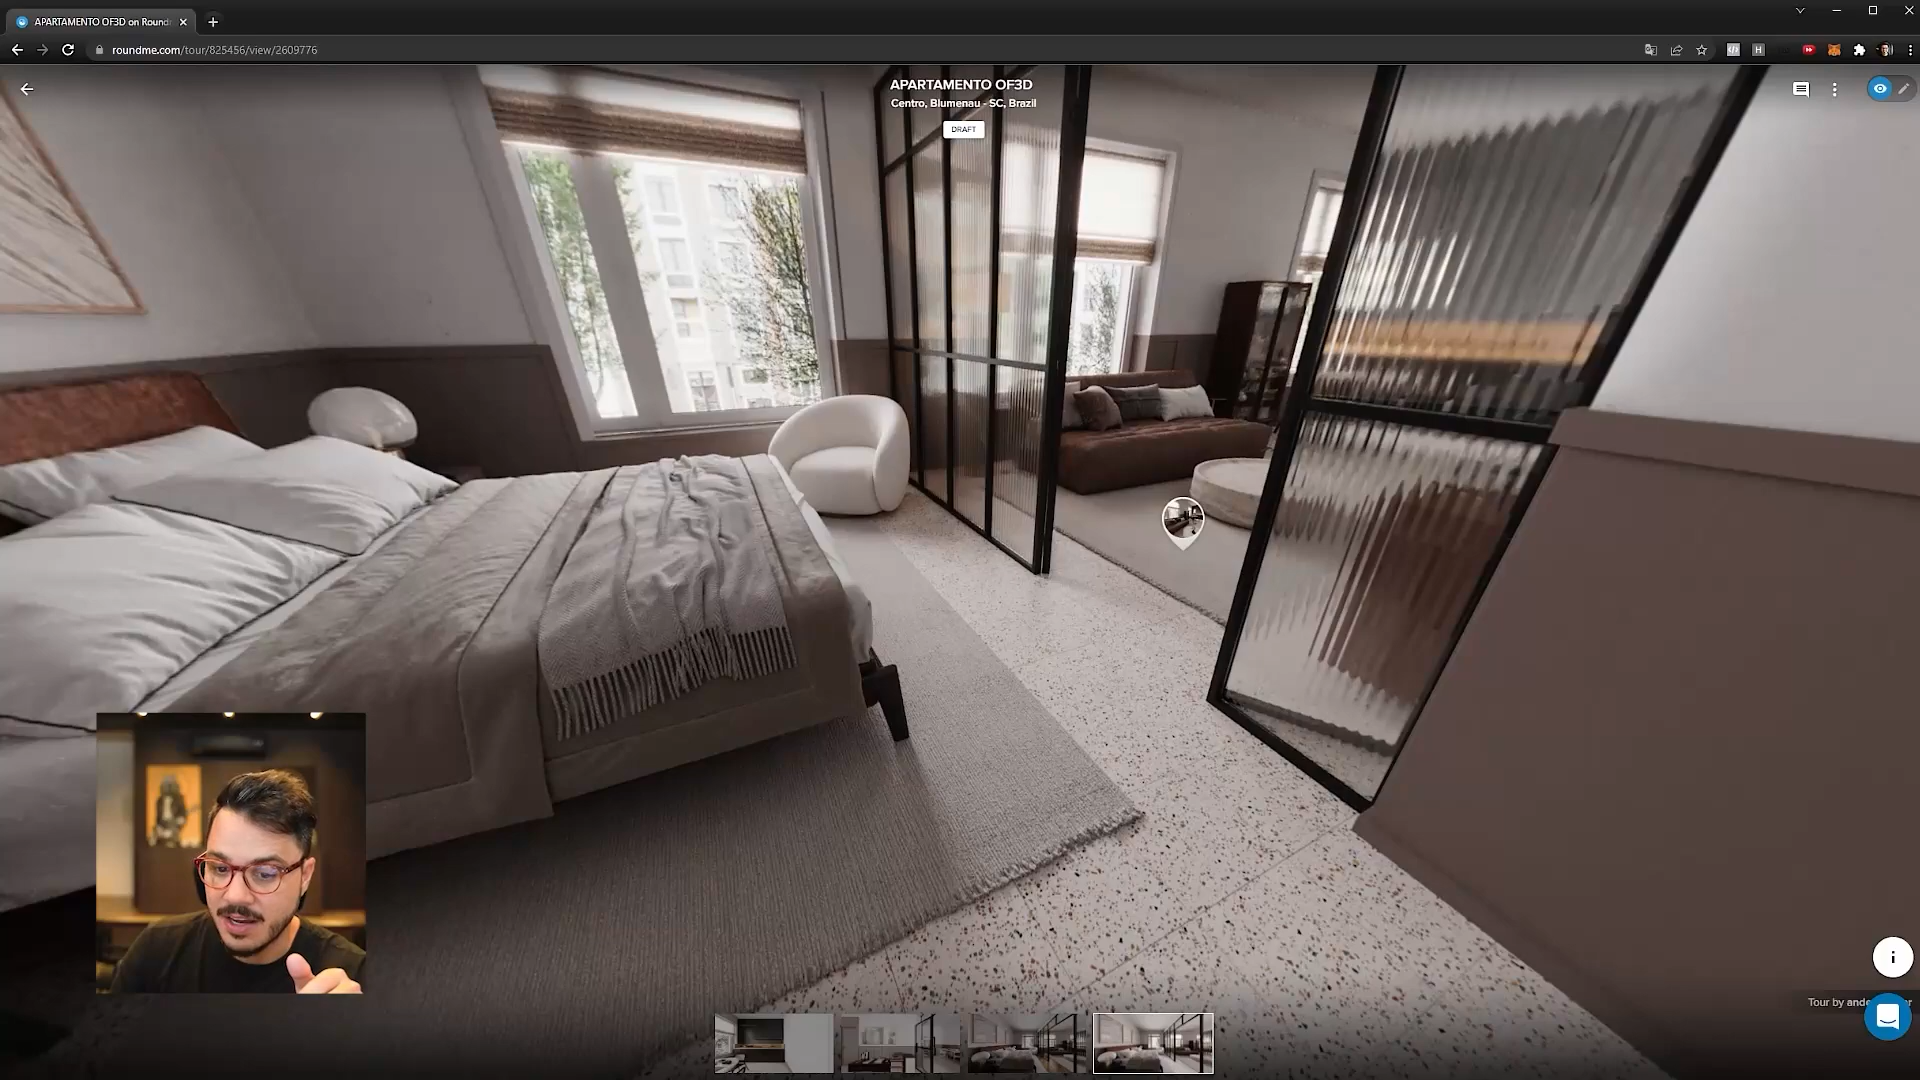 APARTAMENTO OF3D on Round
roundme.com/tour/825456/view/2609776
APARTAMENTO OF3D
Centro, Blumenau - SC, Brazil
DRAFT
H
i
Tour by ande